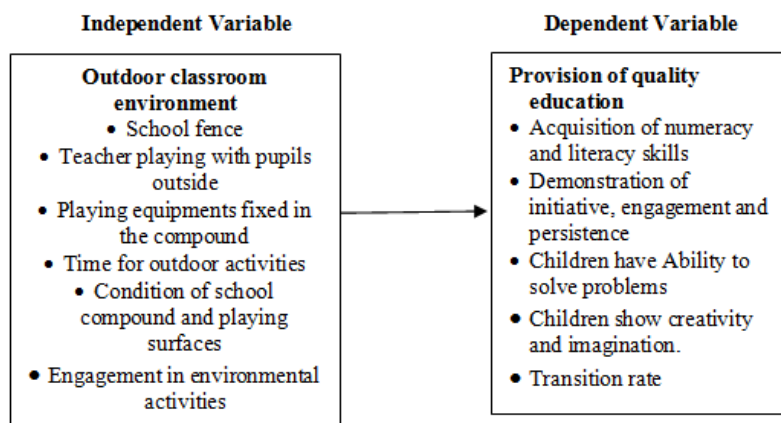 Independent Variable
Outdoor classroom
environment
• School fence
• Teacher playing with pupils
outside
• Playing equipments fixed in
the compound
• Time for outdoor activities
• Condition of school
compound and playing
surfaces
• Engagement in environmental
activities
Dependent Variable
Provision of quality
education
• Acquisition of numeracy
and literacy skills
• Demonstration of
initiative, engagement and
persistence
• Children have Ability to
solve problems
• Children show creativity
and imagination.
• Transition rate